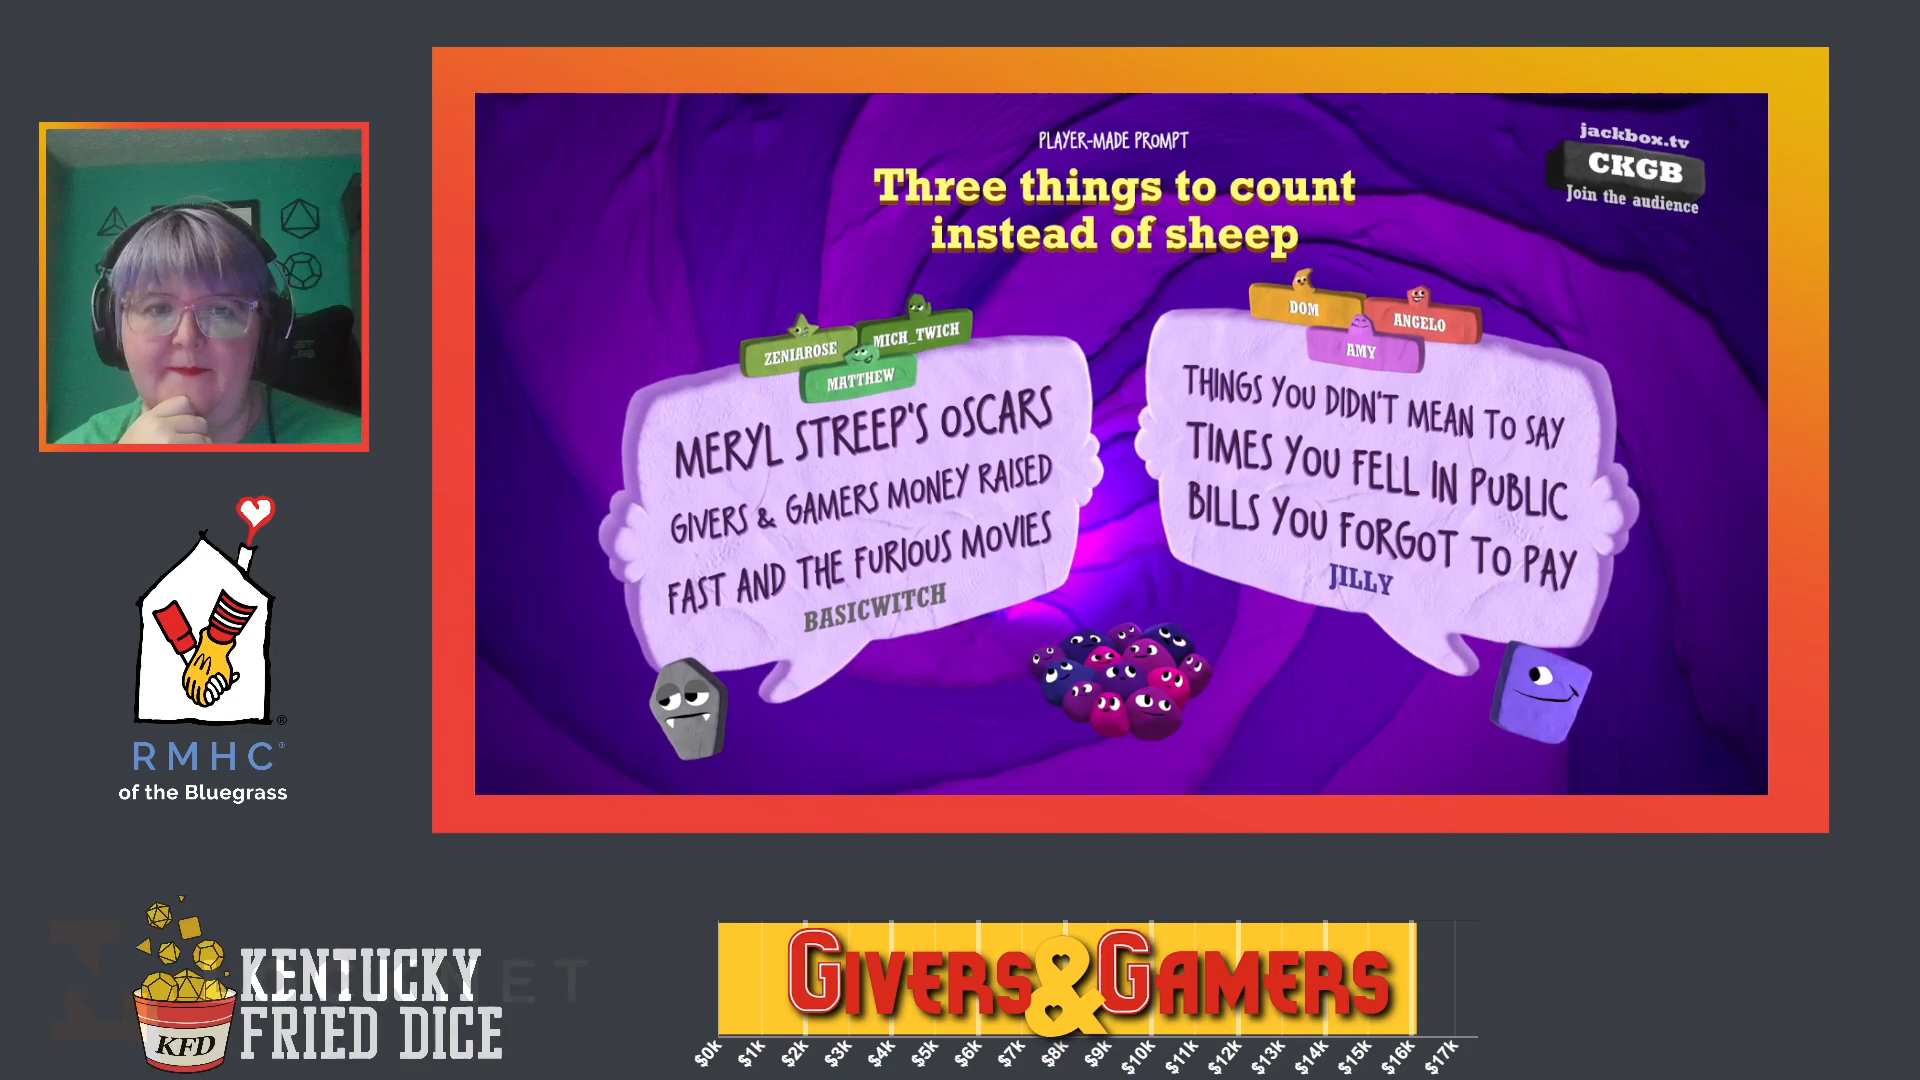 PLAYER-MADE PROMPT
Three things to count
instead of sheep
jackbox.tv
CKGB
Join the audience
ZENIAROSE
MICH_TWICH
MATTHEW
MERYL STREEP'S OSCARS
GIVERS & GAMERS MONEY RAISED
FAST AND THE FURIOUS MOVIES
BASICWITCH
DOM
ANGELO
AMY
THINGS YOU DIDN'T MEAN TO SAY
TIMES YOU FELL IN PUBLIC
BILLS YOU FORGOT TO PAY
JILLY
RMHC®
of the Bluegrass
KFD
KENTUCKY
FRIED DICE
GIVERS & GAMERS
$0k $1k $2k $3k $4k $5k $6k $7k $8k $9k $10k $11k $12k $13k $14k $15k $16k $17k